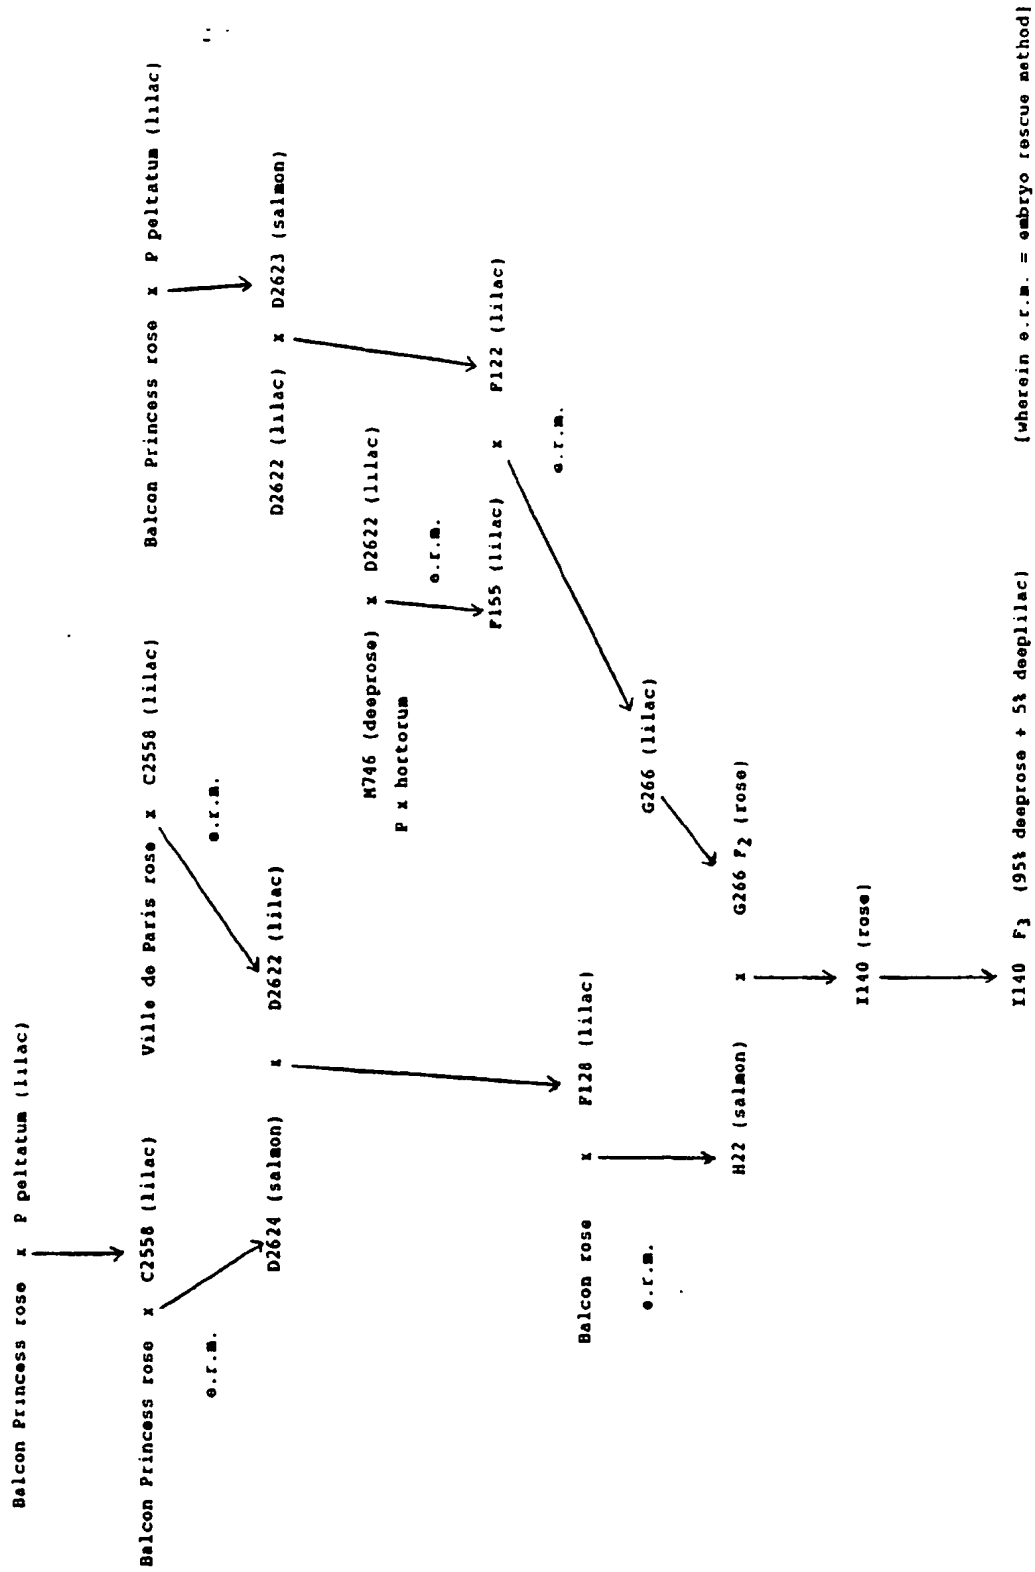 Balcon Princess rose x P peltatum (lilac)
Balcon Princess rose x C2558 (lilac)
Ville de Paris rose x C2558 (lilac)
Balcon Princess rose x P peltatum (lilac)
e.r.m.
e.r.m.
D2624 (salmon) x D2622 (lilac)
D2622 (lilac) x D2623 (salmon)
M746 (deeprose) x D2622 (lilac)
P x hortorum
e.r.m.
F155 (lilac) x F122 (lilac)
e.r.m.
Balcon rose x F128 (lilac)
e.r.m.
G266 (lilac)
H22 (salmon) x G266 F2 (rose)
I140 (rose)
I140 F3 (95% deeprose + 5% deeplilac)
[wherein e.r.m. = embryo rescue method]